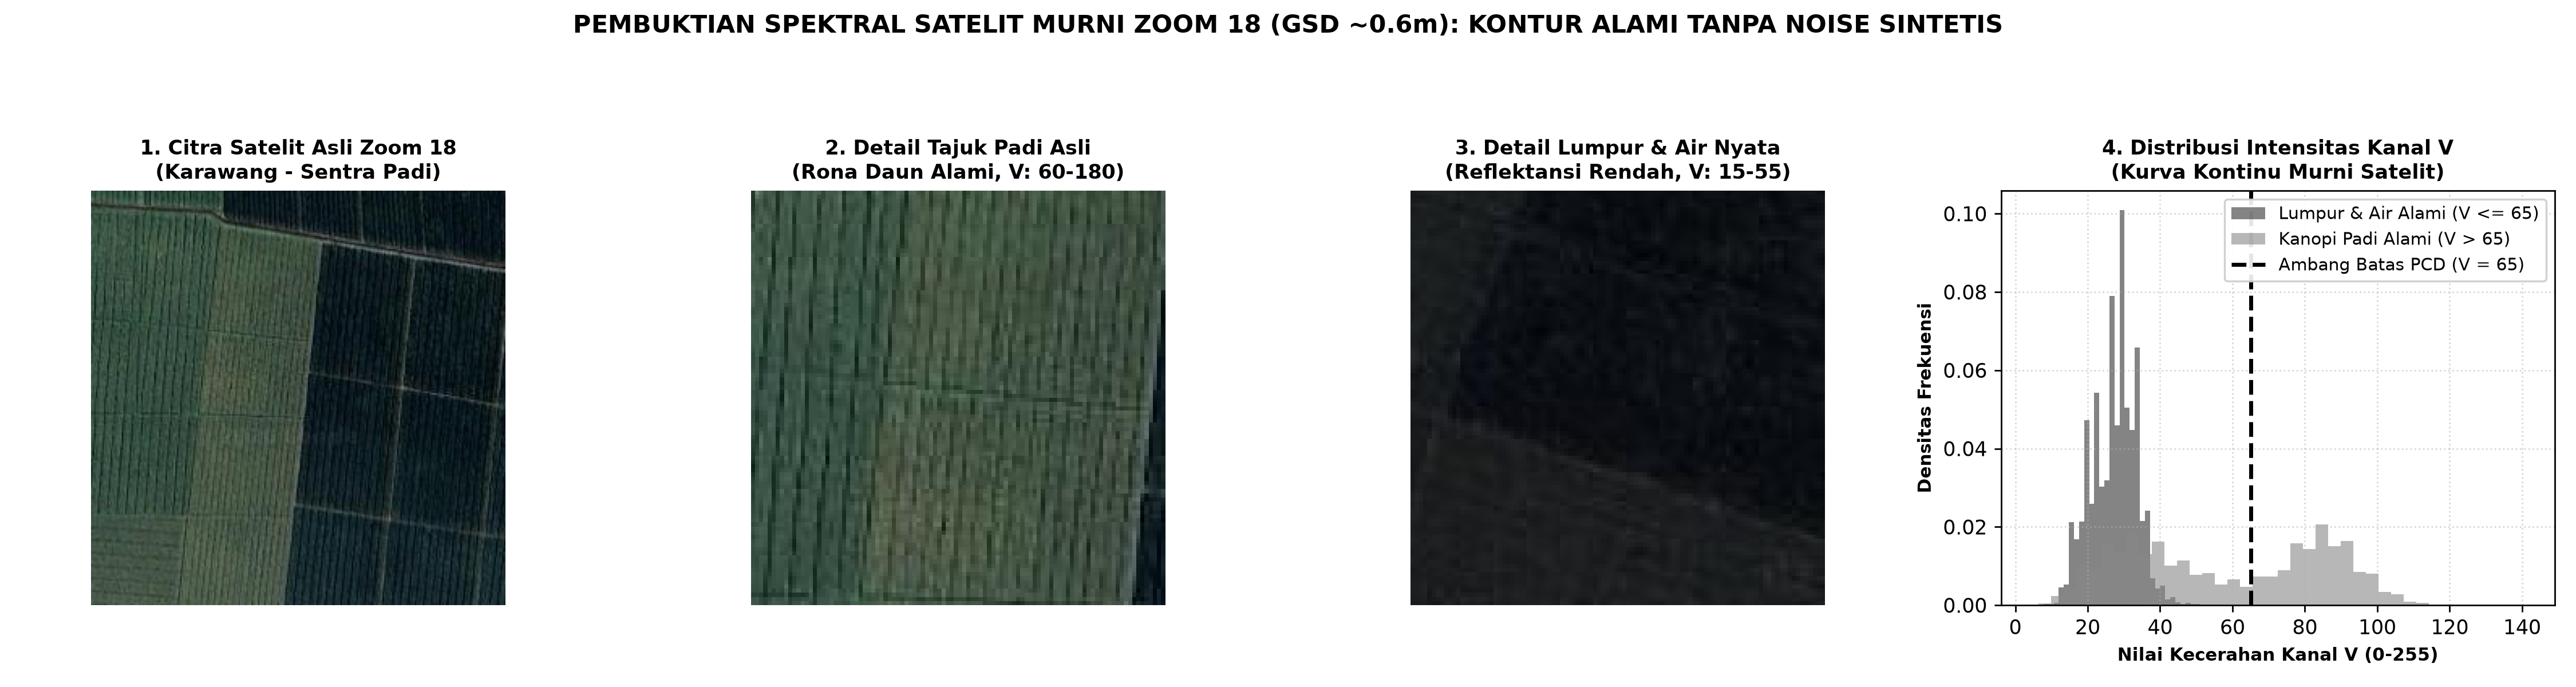 PEMBUKTIAN SPEKTRAL SATELIT MURNI ZOOM 18 (GSD ~0.6m): KONTUR ALAMI TANPA NOISE SINTETIS
1. Citra Satelit Asli Zoom 18
(Karawang - Sentra Padi)
2. Detail Tajuk Padi Asli
(Rona Daun Alami, V: 60-180)
3. Detail Lumpur & Air Nyata
(Reflektansi Rendah, V: 15-55)
4. Distribusi Intensitas Kanal V
(Kurva Kontinu Murni Satelit)
Lumpur & Air Alami (V <= 65)
Kanopi Padi Alami (V > 65)
Ambang Batas PCD (V = 65)
Densitas Frekuensi
0.10
0.08
0.06
0.04
0.02
0.00
0 20 40 60 80 100 120 140
Nilai Kecerahan Kanal V (0-255)